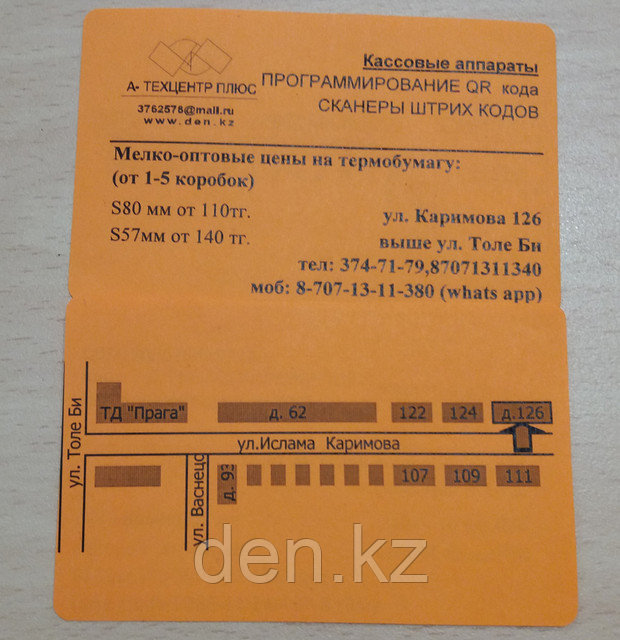 А- ТЕХЦЕНТР ПЛЮС
3762578@mail.ru
www.den.kz
Кассовые аппараты
ПРОГРАММИРОВАНИЕ QR кода
СКАНЕРЫ ШТРИХ КОДОВ
Мелко-оптовые цены на термобумагу:
(от 1-5 коробок)
S80 мм от 110тг.
S57мм от 140 тг.
ул. Каримова 126
выше ул. Толе Би
тел: 374-71-79,87071311340
моб: 8-707-13-11-380 (whats app)
ул. Толе Би
ТД "Прага"
д. 62
122
124
д.126
ул.Ислама Каримова
ул. Васнецо
д. 93
107
109
111
den.kz